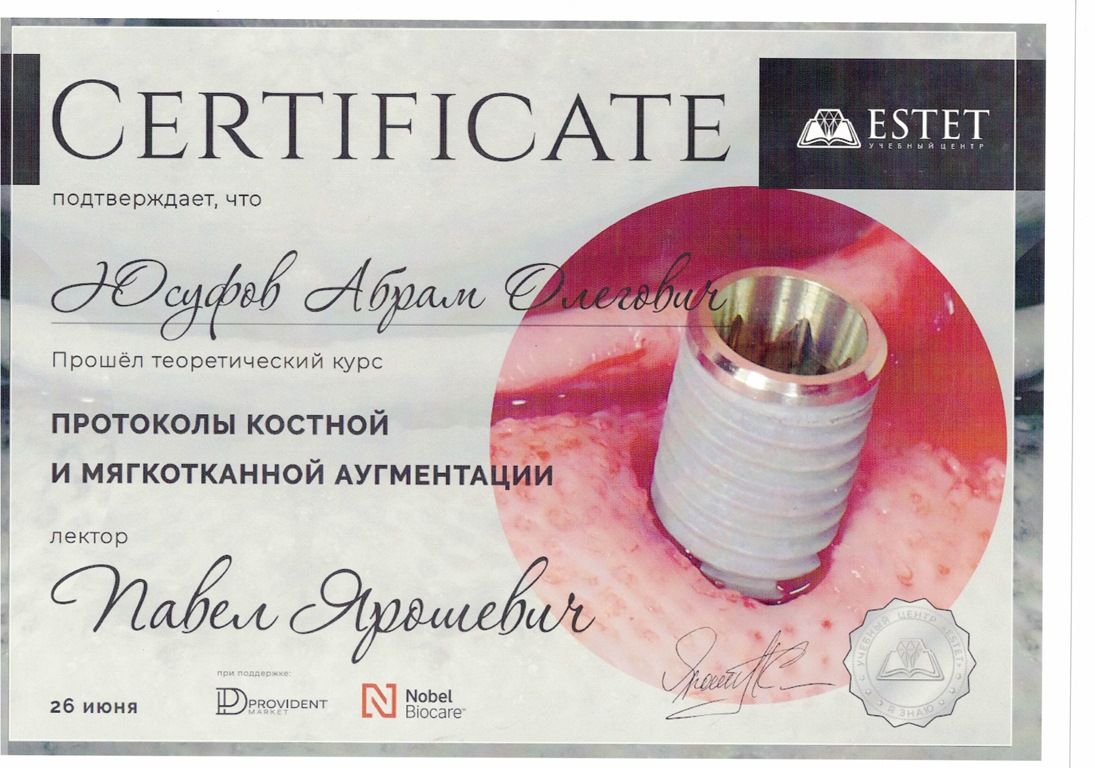 CERTIFICATE
ESTET
УЧЕБНЫЙ ЦЕНТР
подтверждает, что
Юсуфов Абрам Олегович
Прошёл теоретический курс
ПРОТОКОЛЫ КОСТНОЙ
И МЯГКОТКАННОЙ АУГМЕНТАЦИИ
лектор
Павел Ярошевич
26 июня
при поддержке:
PROVIDENT
MARKET
Nobel
Biocare™
УЧЕБНЫЙ ЦЕНТР «ESTET»
Я ЗНАЮ